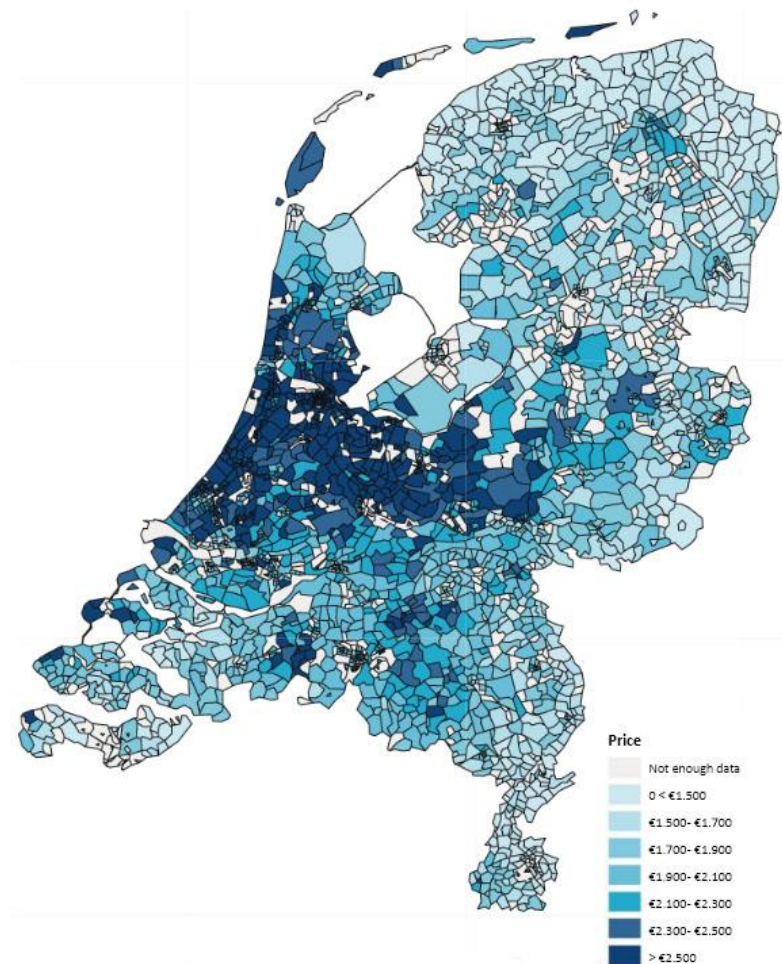 Price
Not enough data
0 < €1.500
€1.500- €1.700
€1.700- €1.900
€1.900- €2.100
€2.100- €2.300
€2.300- €2.500
> €2.500